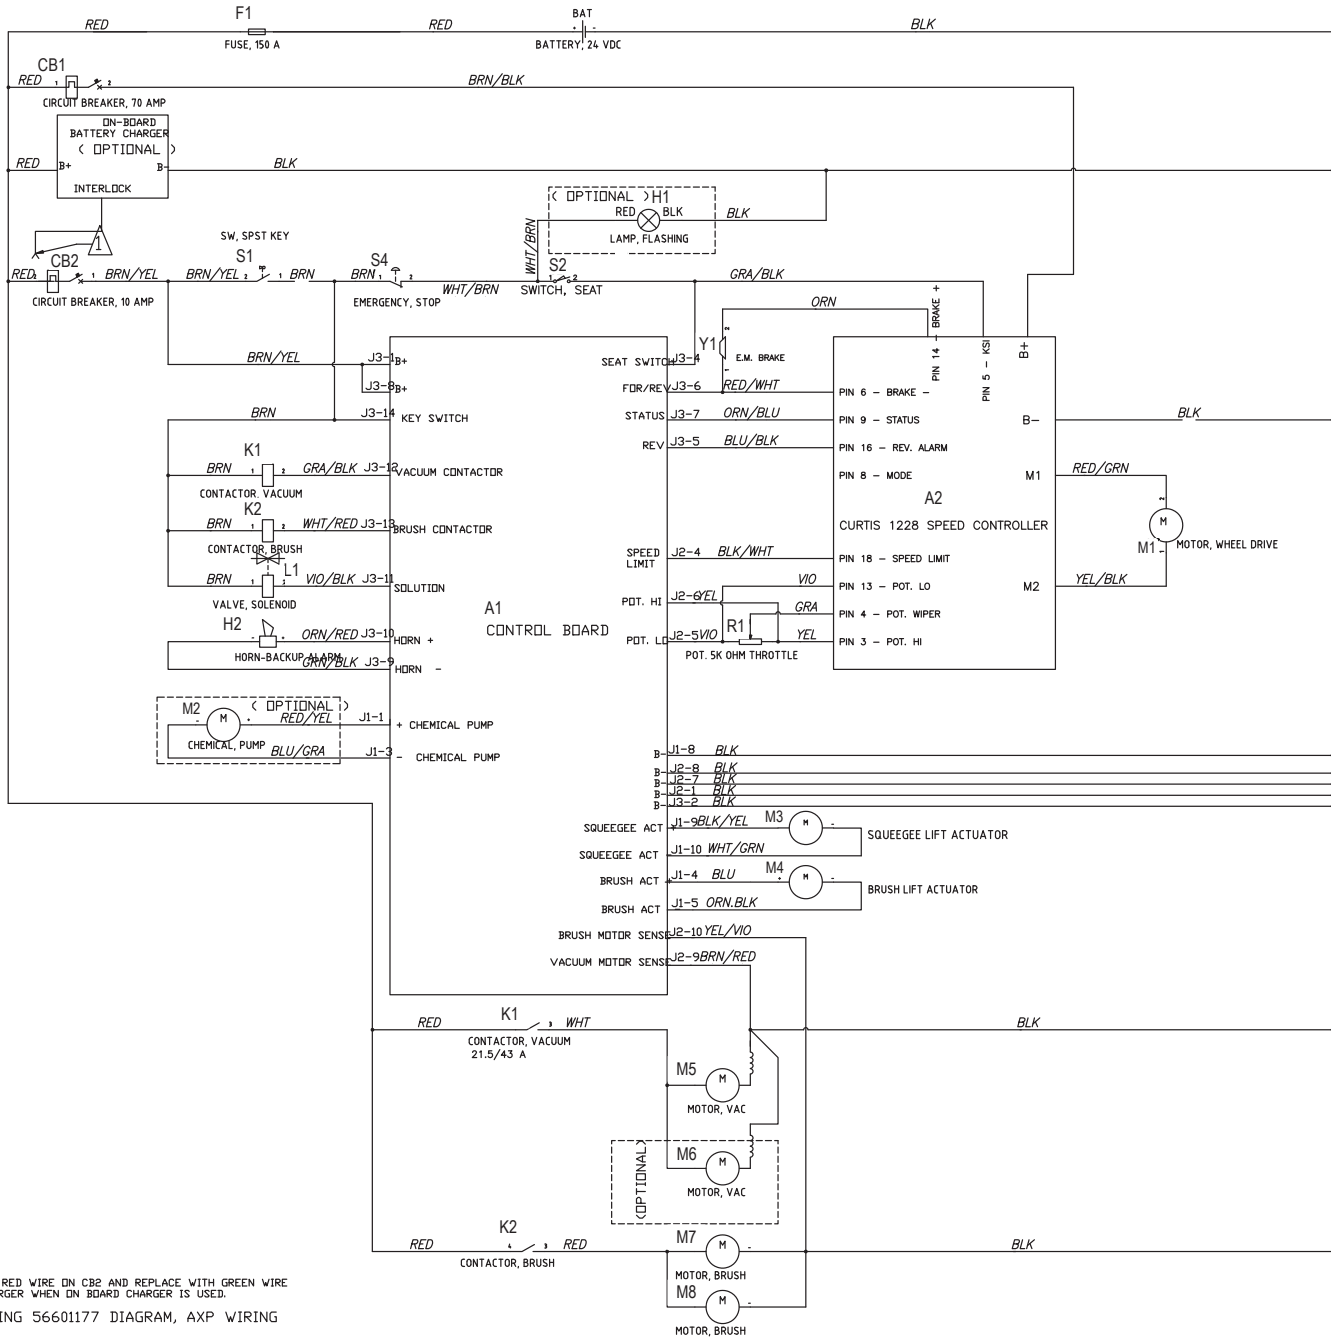 F1
BAT
RED
RED
BLK
FUSE, 150 A
BATTERY, 24 VDC
CB1
RED
BRN/BLK
CIRCUIT BREAKER, 70 AMP
ON-BOARD
BATTERY CHARGER
( OPTIONAL )
RED
B+
B-
BLK
INTERLOCK
1
( OPTIONAL )
H1
RED
BLK
BLK
LAMP, FLASHING
WHT/BRN
SW, SPST KEY
CB2
S1
S4
S2
RED
BRN/YEL
BRN/YEL
BRN
BRN
WHT/BRN
GRA/BLK
CIRCUIT BREAKER, 10 AMP
EMERGENCY, STOP
SWITCH, SEAT
ORN
PIN 14 - BRAKE +
PIN 5 - KSI
B+
BRN/YEL
J3-1
B+
SEAT SWITCH
J3-4
Y1
E.M. BRAKE
J3-8
B+
FOR/REV
J3-6
RED/WHT
PIN 6 - BRAKE -
BRN
J3-14
KEY SWITCH
STATUS
J3-7
ORN/BLU
PIN 9 - STATUS
B-
BLK
REV
J3-5
BLU/BLK
PIN 16 - REV. ALARM
K1
BRN
GRA/BLK
J3-12
VACUUM CONTACTOR
PIN 8 - MODE
M1
RED/GRN
CONTACTOR. VACUUM
K2
A2
BRN
WHT/RED
J3-13
BRUSH CONTACTOR
CURTIS 1228 SPEED CONTROLLER
M
M1
MOTOR, WHEEL DRIVE
CONTACTOR, BRUSH
SPEED
LIMIT
J2-4
BLK/WHT
PIN 18 - SPEED LIMIT
L1
BRN
VIO/BLK
J3-11
SOLUTION
VIO
PIN 13 - POT. LO
M2
YEL/BLK
VALVE, SOLENOID
A1
CONTROL BOARD
POT. HI
J2-6
YEL
GRA
PIN 4 - POT. WIPER
H2
ORN/RED
J3-10
HORN +
POT. LO
J2-5
VIO
R1
YEL
PIN 3 - POT. HI
HORN-BACKUP ALARM
GRN/BLK
J3-9
HORN -
POT. 5K OHM THROTTLE
M2
( OPTIONAL )
M
RED/YEL
J1-1
+ CHEMICAL PUMP
CHEMICAL, PUMP
BLU/GRA
J1-3
- CHEMICAL PUMP
B-
J1-8
BLK
B-
J2-8
BLK
B-
J2-7
BLK
B-
J2-1
BLK
B-
J3-2
BLK
SQUEEGEE ACT +
J1-9
BLK/YEL
M3
M
SQUEEGEE LIFT ACTUATOR
SQUEEGEE ACT
J1-10
WHT/GRN
BRUSH ACT +
J1-4
BLU
M4
M
BRUSH LIFT ACTUATOR
BRUSH ACT
J1-5
ORN.BLK
BRUSH MOTOR SENSE
J2-10
YEL/VIO
VACUUM MOTOR SENSE
J2-9
BRN/RED
RED
K1
3
WHT
BLK
CONTACTOR, VACUUM
21.5/43 A
M5
M
MOTOR, VAC
(OPTIONAL)
M6
M
MOTOR, VAC
RED
K2
4
3
RED
M7
M
BLK
CONTACTOR, BRUSH
MOTOR, BRUSH
M8
M
MOTOR, BRUSH
RED WIRE ON CB2 AND REPLACE WITH GREEN WIRE
RGER WHEN ON BOARD CHARGER IS USED.
ING 56601177 DIAGRAM, AXP WIRING